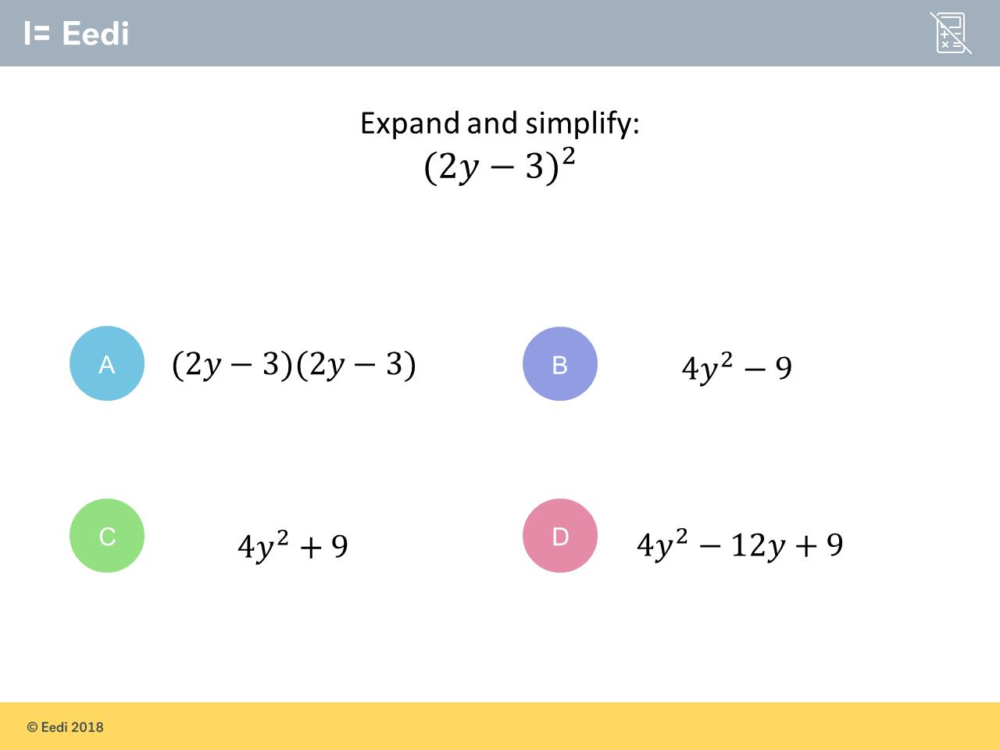 Eedi
Expand and simplify:
(2y − 3)²
A (2y − 3)(2y − 3)
B 4y² − 9
C 4y² + 9
D 4y² − 12y + 9
© Eedi 2018